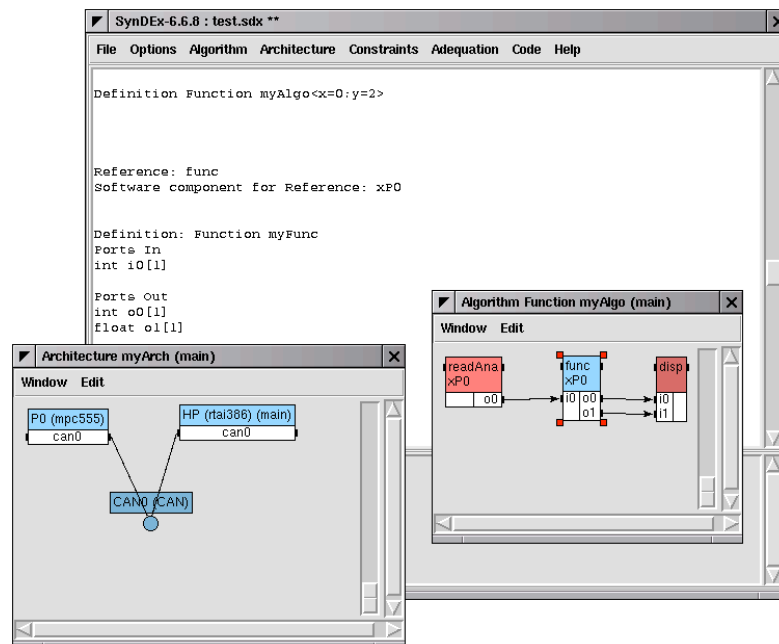 SynDEx-6.6.8 : test.sdx **
File Options Algorithm Architecture Constraints Adequation Code Help
Definition Function myAlgo<x=0;y=2>
Reference: func
Software component for Reference: xP0
Definition: Function myFunc
Ports In
int i0[1]
Ports Out
int o0[1]
float o1[1]
Algorithm Function myAlgo (main)
Window Edit
readAna
xP0
o0
func
xP0
i0 o0
o1
disp
i0
i1
Architecture myArch (main)
Window Edit
P0 (mpc555)
can0
HP (rtai386) (main)
can0
CAN0 (CAN)